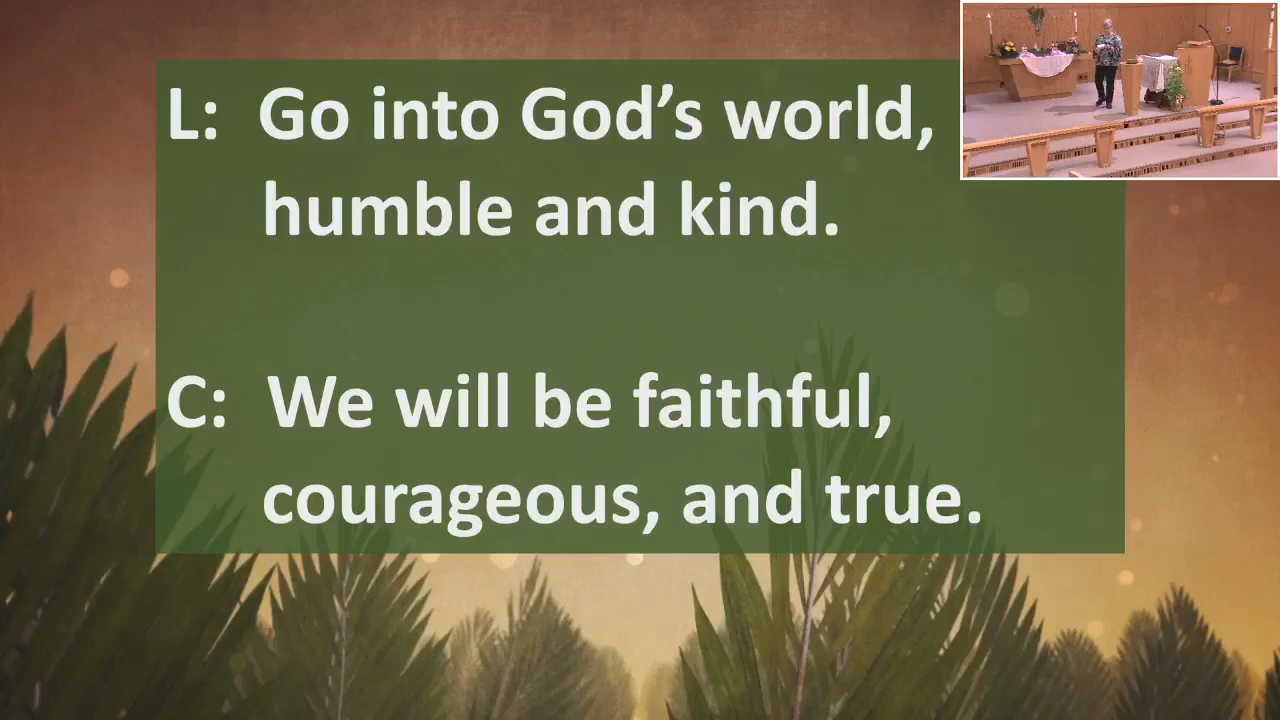 L: Go into God’s world,
humble and kind.
C: We will be faithful,
courageous, and true.